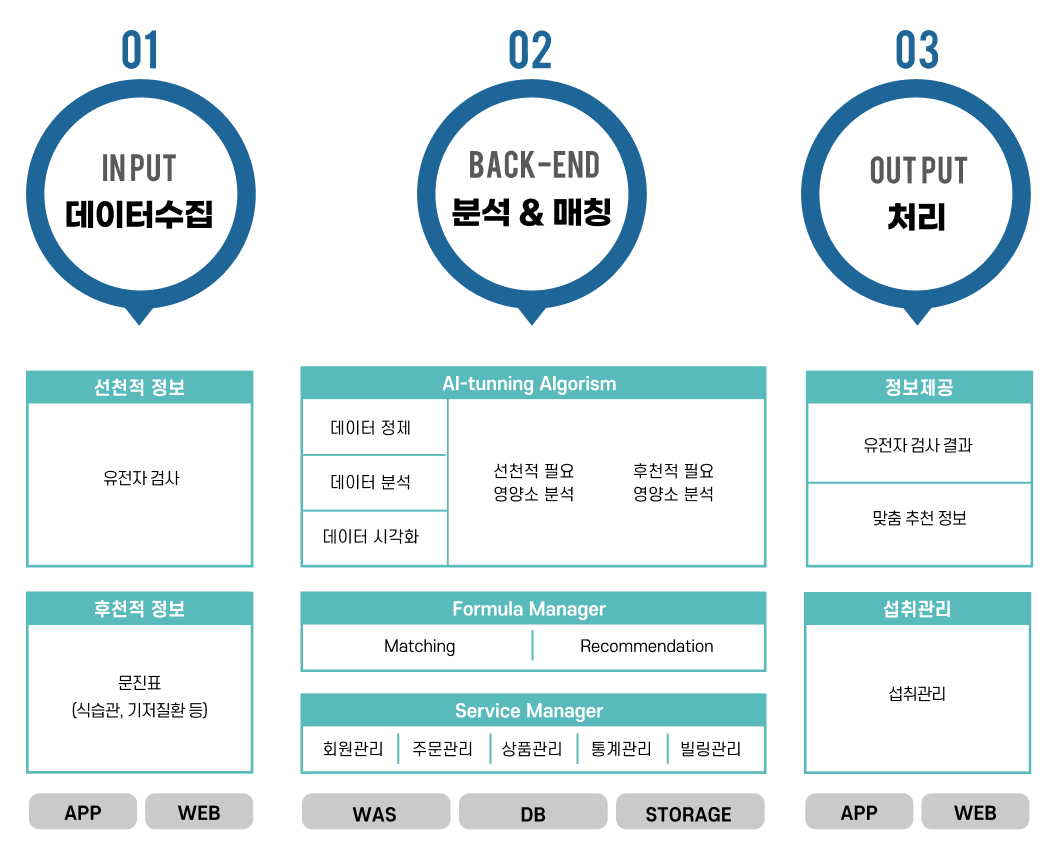 01
INPUT
데이터수집
선천적 정보
유전자 검사
후천적 정보
문진표
(식습관, 기저질환 등)
APP
WEB
02
BACK-END
분석 & 매칭
AI-tunning Algorism
데이터 정제
데이터 분석
데이터 시각화
선천적 필요
영양소 분석
후천적 필요
영양소 분석
Formula Manager
Matching
Recommendation
Service Manager
회원관리
주문관리
상품관리
통계관리
빌링관리
WAS
DB
STORAGE
03
OUTPUT
처리
정보제공
유전자 검사 결과
맞춤 추천 정보
섭취관리
섭취관리
APP
WEB